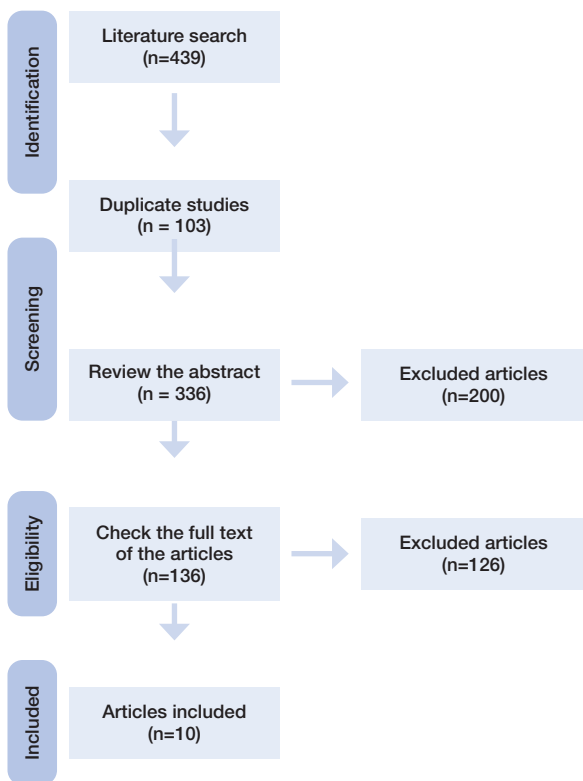 Identification
Literature search
(n=439)
Duplicate studies
(n = 103)
Screening
Review the abstract
(n = 336)
Excluded articles
(n=200)
Eligibility
Check the full text
of the articles
(n=136)
Excluded articles
(n=126)
Included
Articles included
(n=10)